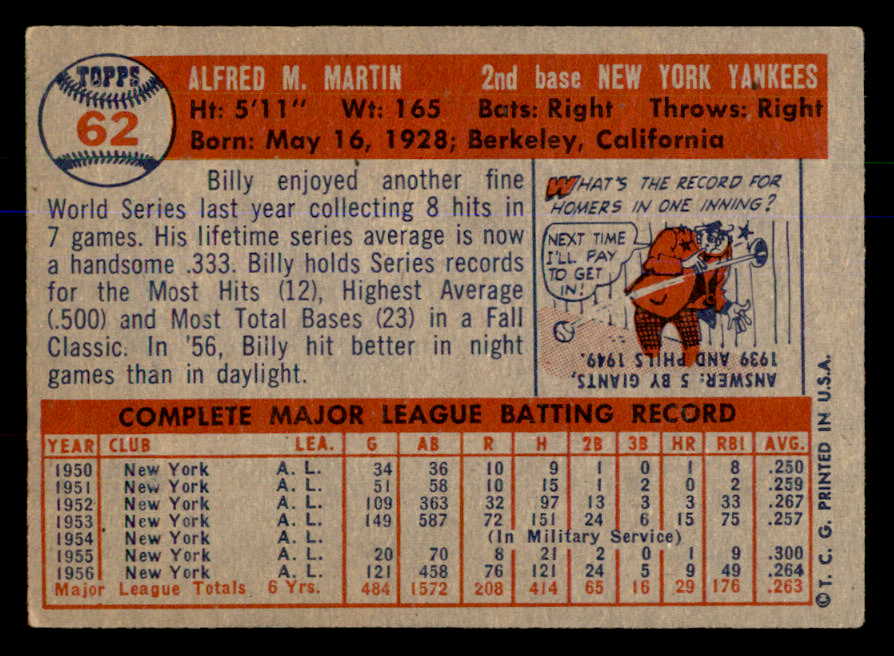 TOPPS
62
ALFRED M. MARTIN 2nd base NEW YORK YANKEES
Ht: 5'11" Wt: 165 Bats: Right Throws: Right
Born: May 16, 1928; Berkeley, California
Billy enjoyed another fine
World Series last year collecting 8 hits in
7 games. His lifetime series average is now
a handsome .333. Billy holds Series records
for the Most Hits (12), Highest Average
(.500) and Most Total Bases (23) in a Fall
Classic. In '56, Billy hit better in night
games than in daylight.
WHAT'S THE RECORD FOR
HOMERS IN ONE INNING?
NEXT TIME
I'LL PAY
TO GET
IN!
ANSWER: 5 BY GIANTS,
1939 AND PHILS 1949.
COMPLETE MAJOR LEAGUE BATTING RECORD
YEAR CLUB LEA. G AB R H 2B 3B HR RBI AVG.
1950 New York A. L. 34 36 10 9 1 0 1 8 .250
1951 New York A. L. 51 58 10 15 1 2 0 2 .259
1952 New York A. L. 109 363 32 97 13 3 3 33 .267
1953 New York A. L. 149 587 72 151 24 6 15 75 .257
1954 New York A. L. (In Military Service)
1955 New York A. L. 20 70 8 21 2 0 1 9 .300
1956 New York A. L. 121 458 76 121 24 5 9 49 .264
Major League Totals 6 Yrs. 484 1572 208 414 65 16 29 176 .263
©T. C. G. PRINTED IN U.S.A.